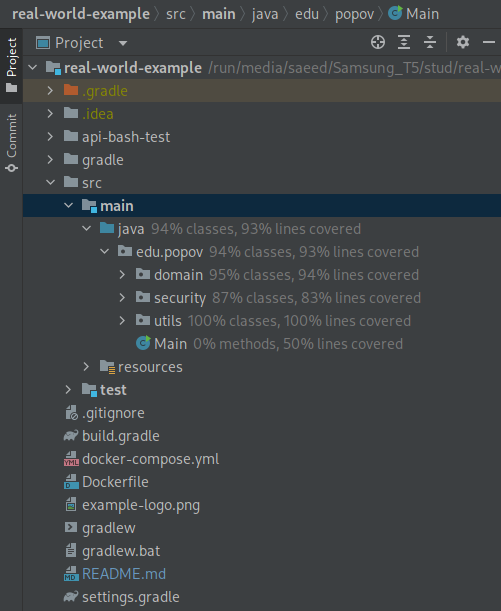 real-world-example › src › main › java › edu › popov › Main
Project
Project
Commit
real-world-example /run/media/saeed/Samsung_T5/stud/real-w
.gradle
.idea
api-bash-test
gradle
src
main
java 94% classes, 93% lines covered
edu.popov 94% classes, 93% lines covered
domain 95% classes, 94% lines covered
security 87% classes, 83% lines covered
utils 100% classes, 100% lines covered
Main 0% methods, 50% lines covered
resources
test
.gitignore
build.gradle
docker-compose.yml
Dockerfile
example-logo.png
gradlew
gradlew.bat
README.md
settings.gradle